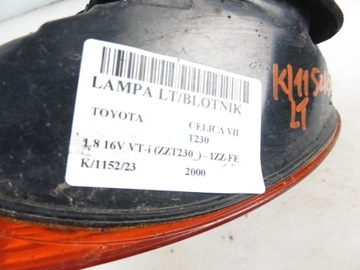 LAMPA LT/BLOTNIK
TOYOTA CELICA VII
T230
1.8 16V VT-i (ZZT230_) - 1ZZ-FE
K/1152/23 2000
LT